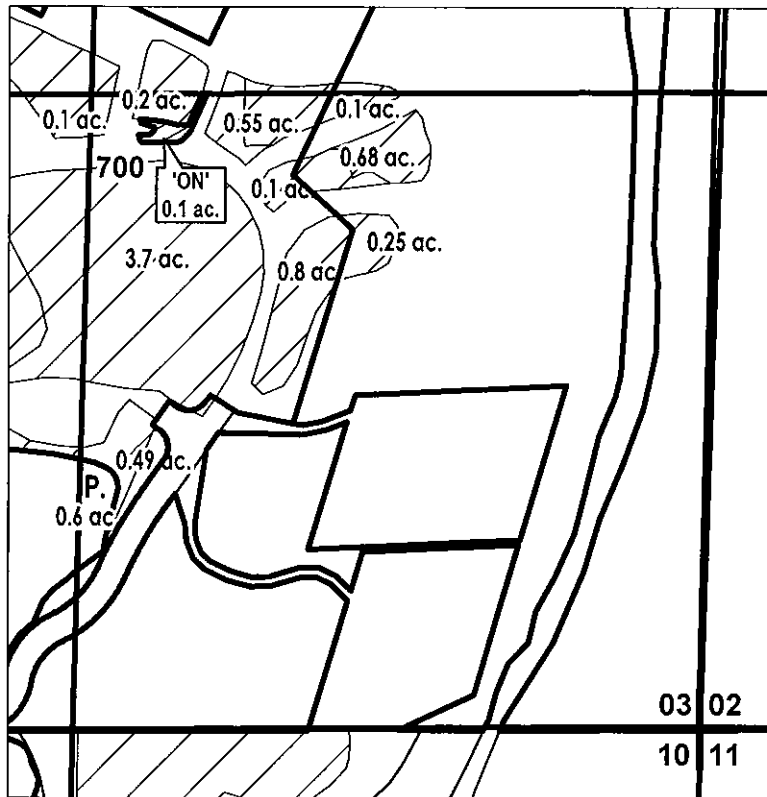 0.2 ac.
0.1 ac.
0.55 ac.
0.1 ac.
0.68 ac.
700
'ON'
0.1 ac.
0.1 ac.
0.25 ac.
3.7 ac.
0.8 ac.
0.49 ac.
P.
0.6 ac
03 02
10 11